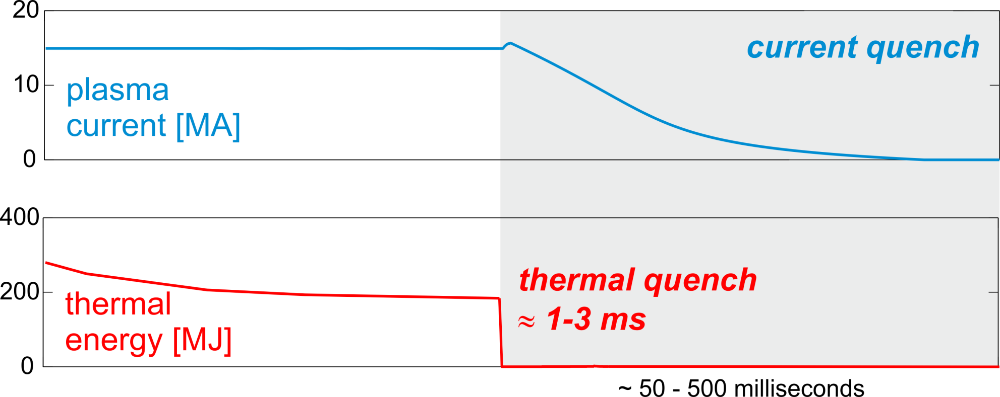 20
current quench
10
plasma
current [MA]
0
400
thermal quench
200
thermal
≈ 1-3 ms
energy [MJ]
0
~ 50 - 500 milliseconds